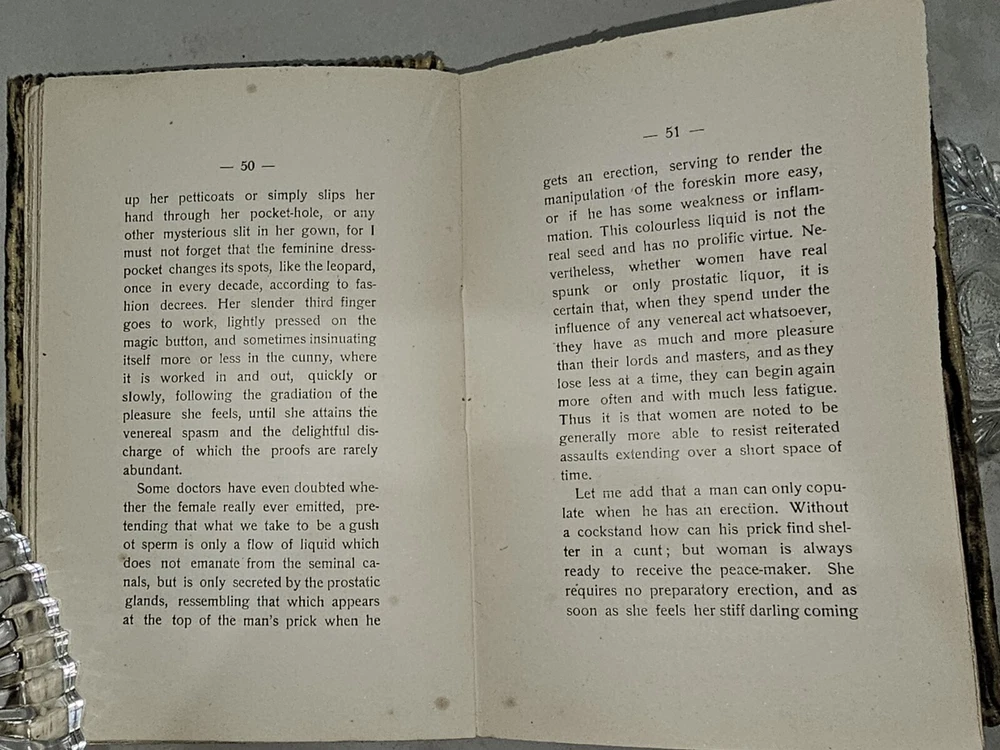 — 50 —
up her petticoats or simply slips her
hand through her pocket-hole, or any
other mysterious slit in her gown, for I
must not forget that the feminine dress-
pocket changes its spots, like the leopard,
once in every decade, according to fas-
hion decrees. Her slender third finger
goes to work, lightly pressed on the
magic button, and sometimes insinuating
itself more or less in the cunny, where
it is worked in and out, quickly or
slowly, following the gradiation of the
pleasure she feels, until she attains the
venereal spasm and the delightful dis-
charge of which the proofs are rarely
abundant.
Some doctors have even doubted whe-
ther the female really ever emitted, pre-
tending that what we take to be a gush
ot sperm is only a flow of liquid which
does not emanate from the seminal ca-
nals, but is only secreted by the prostatic
glands, ressembling that which appears
at the top of the man's prick when he
— 51 —
gets an erection, serving to render the
manipulation of the foreskin more easy,
or if he has some weakness or inflam-
mation. This colourless liquid is not the
real seed and has no prolific virtue. Ne-
vertheless, whether women have real
spunk or only prostatic liquor, it is
certain that, when they spend under the
influence of any venereal act whatsoever,
they have as much and more pleasure
than their lords and masters, and as they
lose less at a time, they can begin again
more often and with much less fatigue.
Thus it is that women are noted to be
generally more able to resist reiterated
assaults extending over a short space of
time.
Let me add that a man can only copu-
late when he has an erection. Without
a cockstand how can his prick find shel-
ter in a cunt; but woman is always
ready to receive the peace-maker. She
requires no preparatory erection, and as
soon as she feels her stiff darling coming